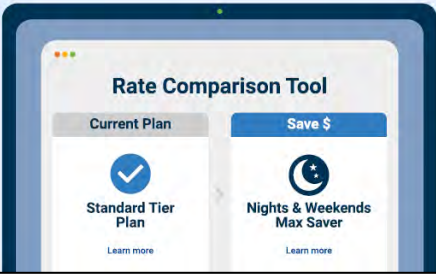 Rate Comparison Tool
Current Plan
Save $
Standard Tier
Plan
Nights & Weekends
Max Saver
Learn more
Learn more